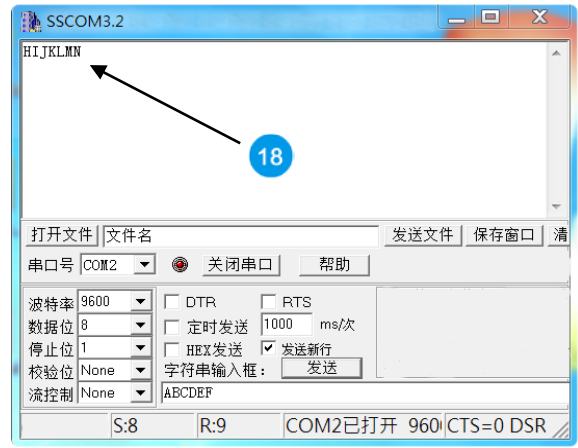 SSCOM3.2
HIJKLMN
18
打开文件 文件名 发送文件 保存窗口 清
串口号 COM2 关闭串口 帮助
波特率 9600 DTR RTS
数据位 8 定时发送 1000 ms/次
停止位 1 HEX发送 发送新行
校验位 None 字符串输入框： 发送
流控制 None ABCDEF
S:8 R:9 COM2已打开 960 CTS=0 DSR